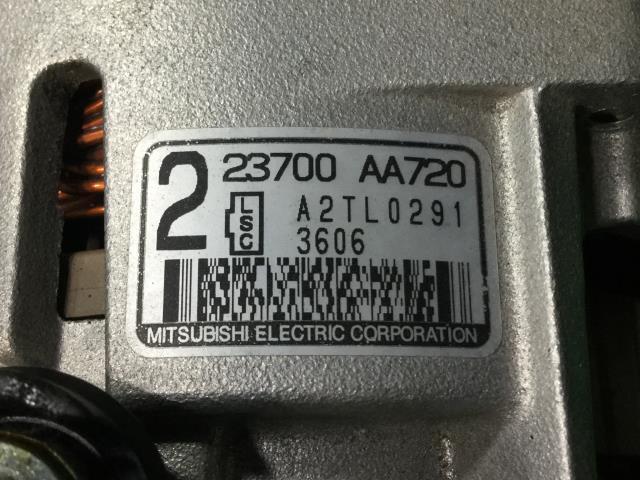 2 23700 AA720
LSC A2TL0291
3606
MITSUBISHI ELECTRIC CORPORATION